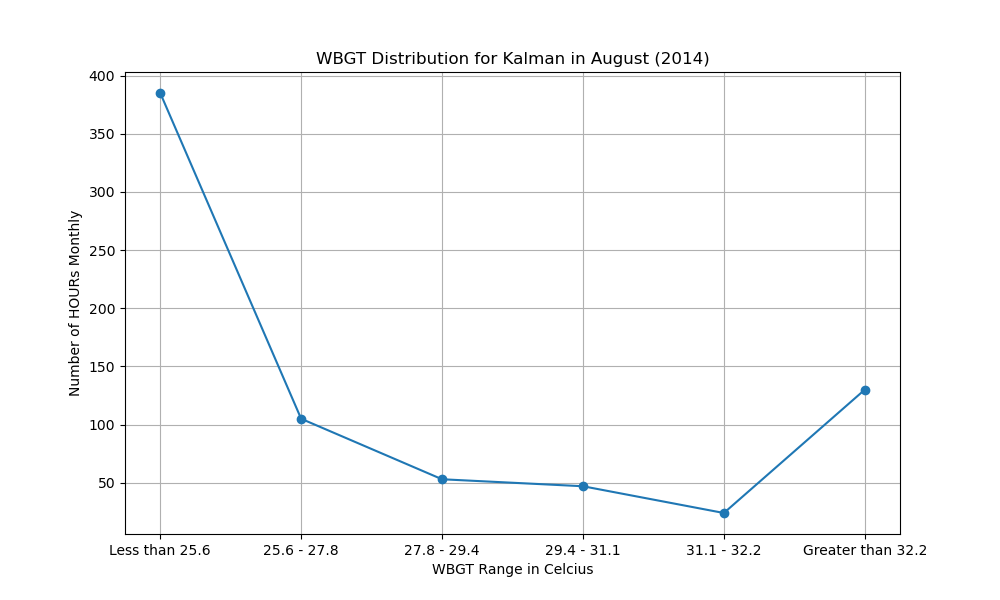 WBGT Distribution for Kalman in August (2014)
400
350
300
250
200
150
100
50
Number of HOURs Monthly
Less than 25.6
25.6 - 27.8
27.8 - 29.4
29.4 - 31.1
31.1 - 32.2
Greater than 32.2
WBGT Range in Celcius